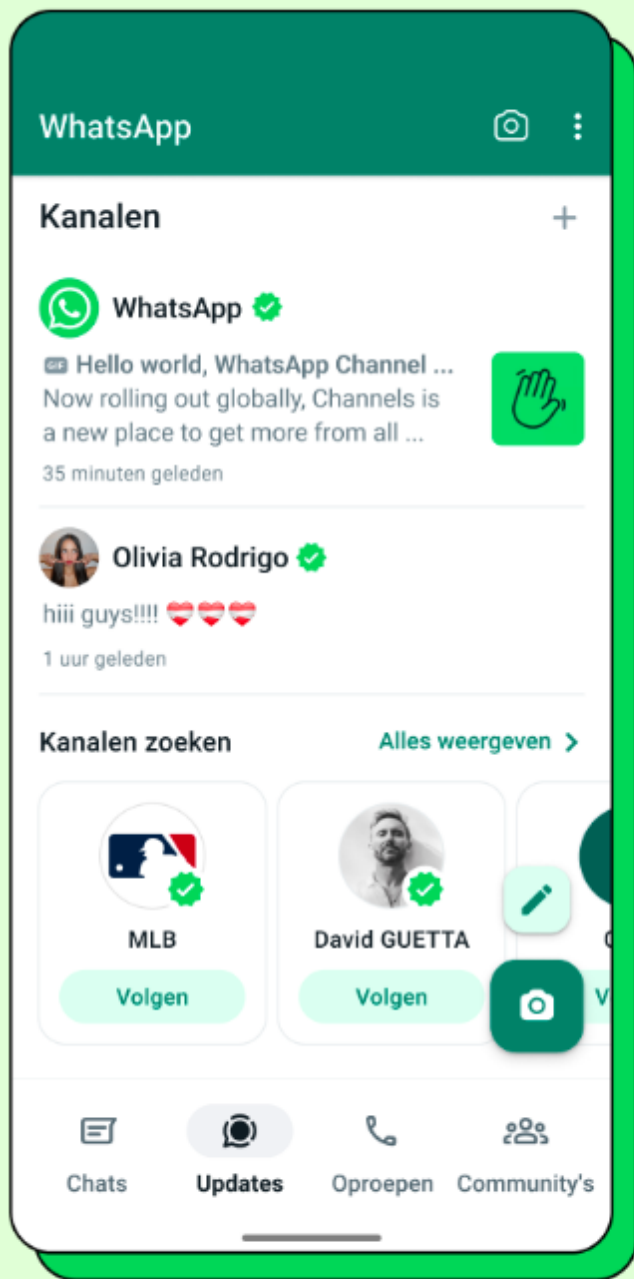 WhatsApp
Kanalen
WhatsApp
GIF Hello world, WhatsApp Channel ...
Now rolling out globally, Channels is
a new place to get more from all ...
35 minuten geleden
Olivia Rodrigo
hiii guys!!!! ❤️❤️❤️
1 uur geleden
Kanalen zoeken
Alles weergeven
MLB
David GUETTA
Volgen
Volgen
Chats
Updates
Oproepen
Community's